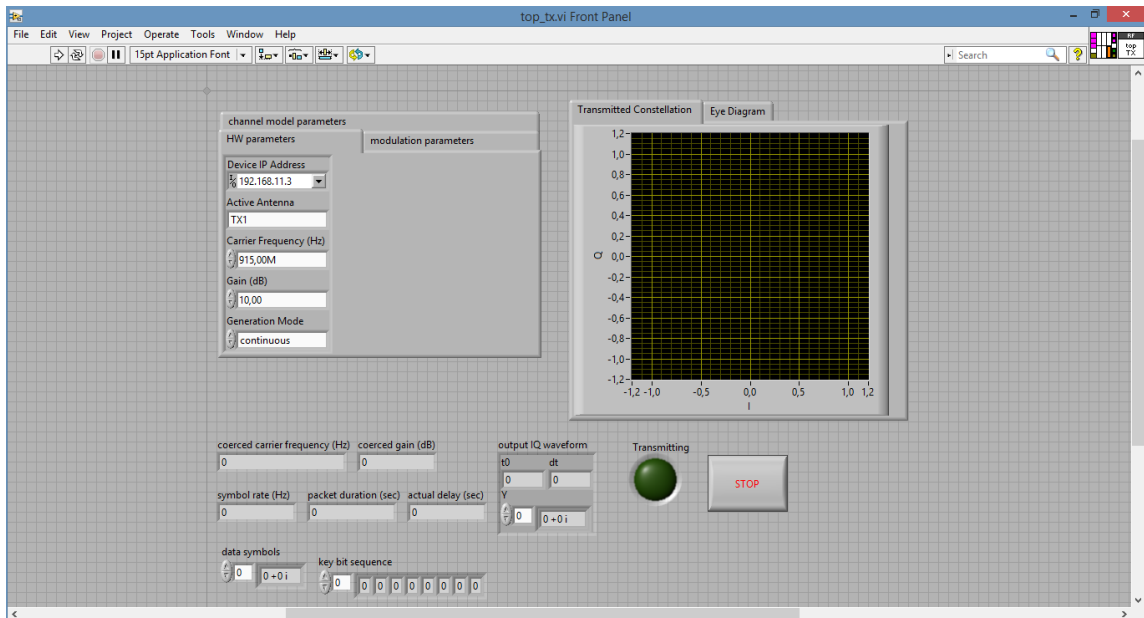 top_tx.vi Front Panel
File Edit View Project Operate Tools Window Help
15pt Application Font
Search
RF
top
TX
channel model parameters
HW parameters
modulation parameters
Device IP Address
192.168.11.3
Active Antenna
TX1
Carrier Frequency (Hz)
915,00M
Gain (dB)
10,00
Generation Mode
continuous
Transmitted Constellation
Eye Diagram
1,2
1,0
0,8
0,6
0,4
0,2
0,0
-0,2
-0,4
-0,6
-0,8
-1,0
-1,2
Q
-1,2 -1,0 -0,5 0,0 0,5 1,0 1,2
I
coerced carrier frequency (Hz) coerced gain (dB)
0 0
symbol rate (Hz) packet duration (sec) actual delay (sec)
0 0 0
output IQ waveform
t0 dt
0 0
Y
0 0 +0 i
Transmitting
STOP
data symbols
0 0 +0 i
key bit sequence
0 0 0 0 0 0 0 0 0